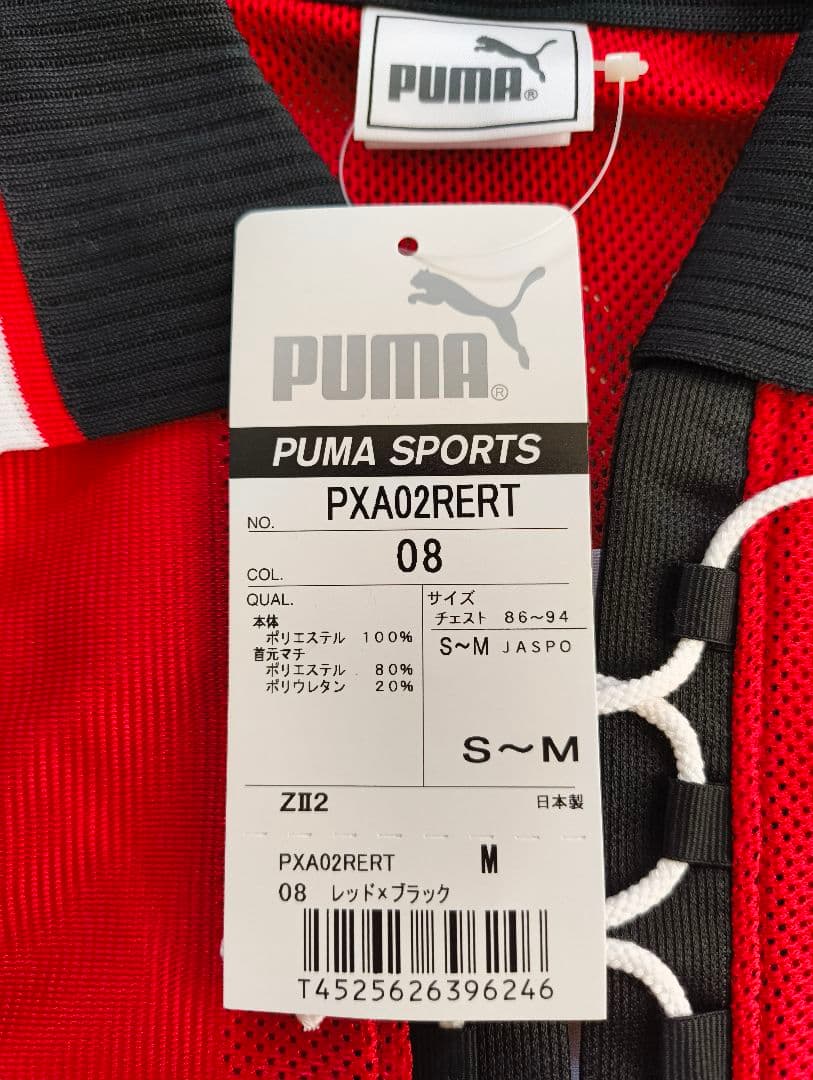 PUMA®
PUMA®
PUMA SPORTS
NO. PXA02RERT
COL. 08
QUAL.
本体
ポリエステル 100%
首元マチ
ポリエステル 80%
ポリウレタン 20%
サイズ
チェスト 86~94
S~M JASPO
S~M
ZⅡ2 日本製
PXA02RERT M
08 レッド×ブラック
T4525626396246